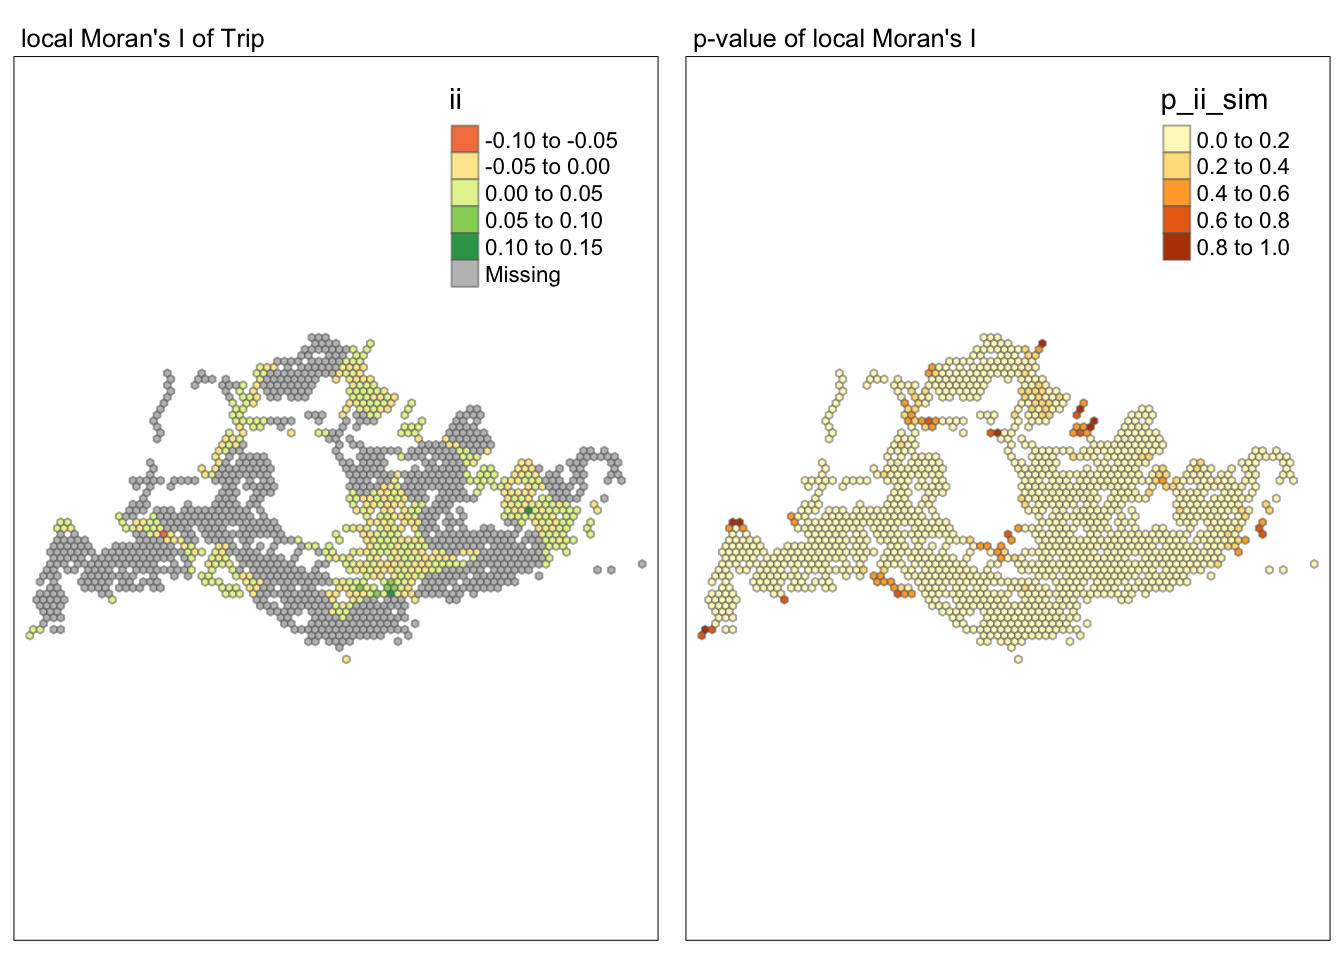 local Moran's I of Trip
ii
-0.10 to -0.05
-0.05 to 0.00
0.00 to 0.05
0.05 to 0.10
0.10 to 0.15
Missing
p-value of local Moran's I
p_ii_sim
0.0 to 0.2
0.2 to 0.4
0.4 to 0.6
0.6 to 0.8
0.8 to 1.0